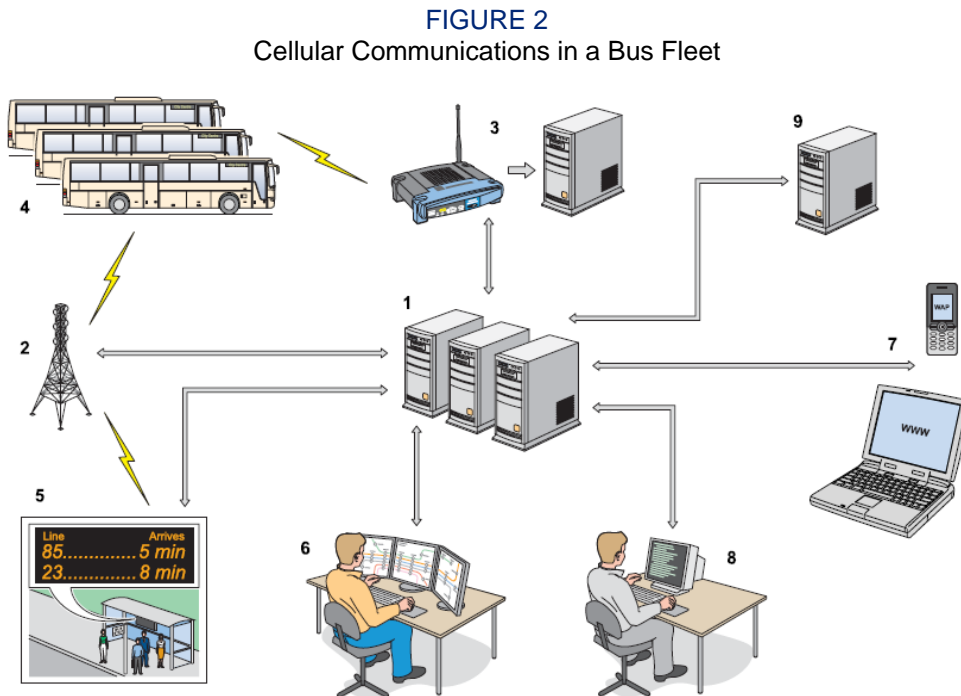 FIGURE 2
Cellular Communications in a Bus Fleet
3
9
4
1
WAP
2
7
WWW
5
Line Arrives
85.............. 5 min
23.............. 8 min
6
8